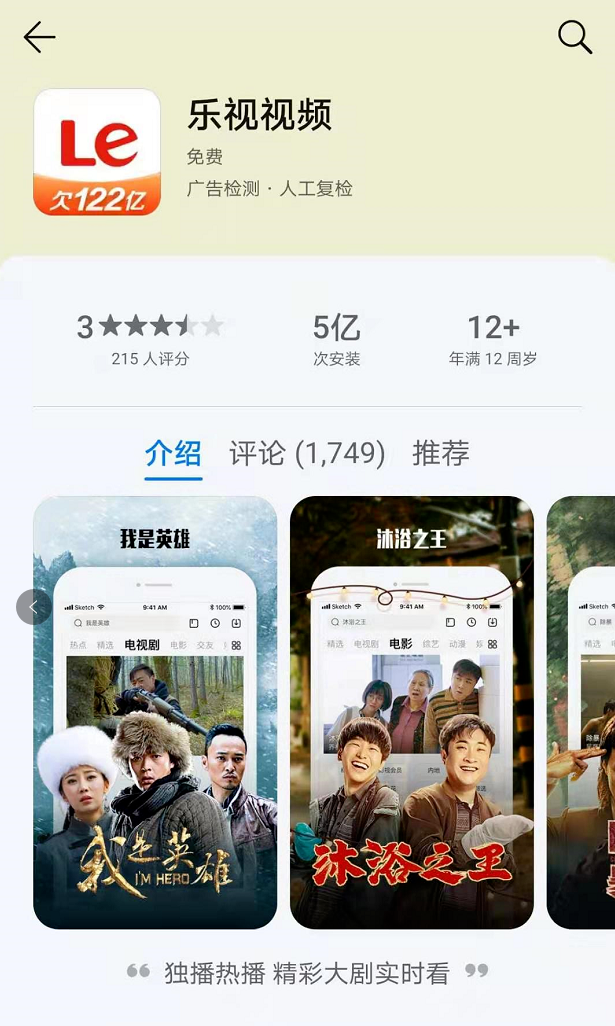 乐视视频
Le
欠122亿
免费
广告检测 · 人工复检
3
5亿
12+
215 人评分
次安装
年满 12 周岁
介绍 评论 (1,749) 推荐
我是英雄
Sketch 9:41 AM 100%
我是英雄
热点 精选 电视剧 电影 交友
我是英雄
I'M HERO
沐浴之王
Sketch 9:41 AM 100%
沐浴之王
精选 电视剧 电影 综艺 动漫
内地
沐浴之王
Sketch
除暴
精选
除暴
独播热播 精彩大剧实时看